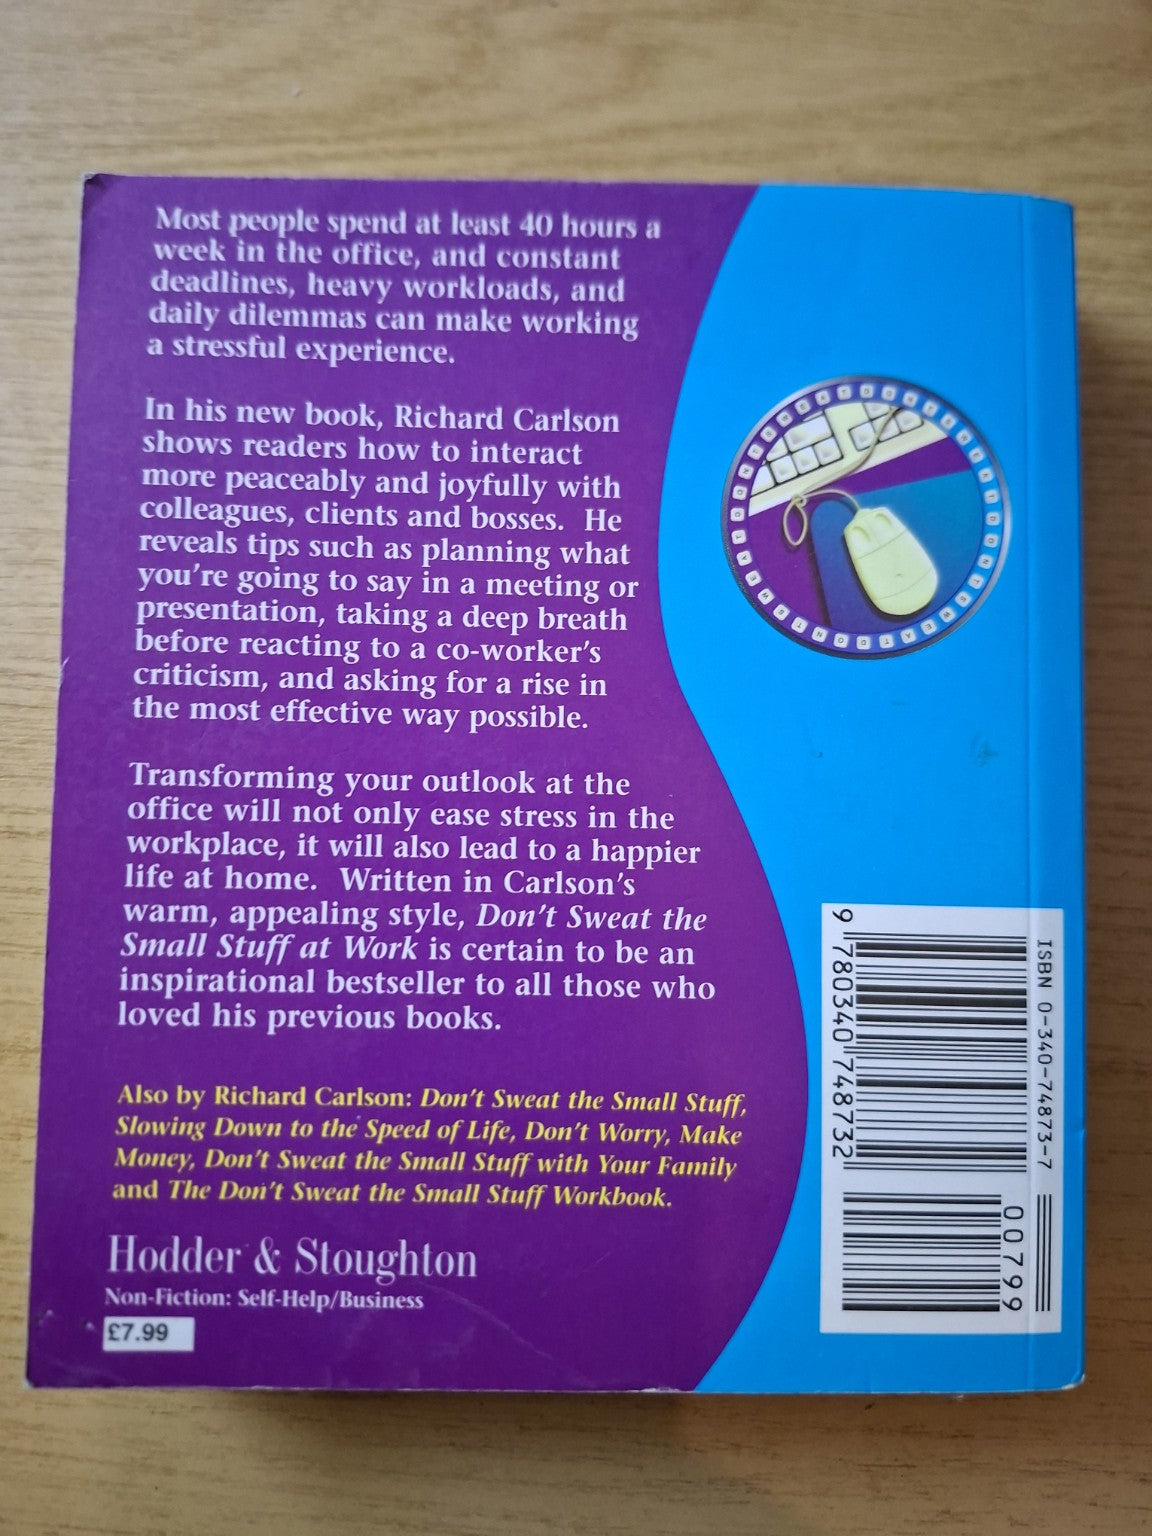 Most people spend at least 40 hours a
week in the office, and constant
deadlines, heavy workloads, and
daily dilemmas can make working
a stressful experience.
In his new book, Richard Carlson
shows readers how to interact
more peaceably and joyfully with
colleagues, clients and bosses. He
reveals tips such as planning what
you're going to say in a meeting or
presentation, taking a deep breath
before reacting to a co-worker's
criticism, and asking for a rise in
the most effective way possible.
Transforming your outlook at the
office will not only ease stress in the
workplace, it will also lead to a happier
life at home. Written in Carlson's
warm, appealing style, Don't Sweat the
Small Stuff at Work is certain to be an
inspirational bestseller to all those who
loved his previous books.
Also by Richard Carlson: Don't Sweat the Small Stuff,
Slowing Down to the Speed of Life, Don't Worry, Make
Money, Don't Sweat the Small Stuff with Your Family
and The Don't Sweat the Small Stuff Workbook.
Hodder & Stoughton
Non-Fiction: Self-Help/Business
£7.99
ISBN 0-340-74873-7
9 780340 748732
00799